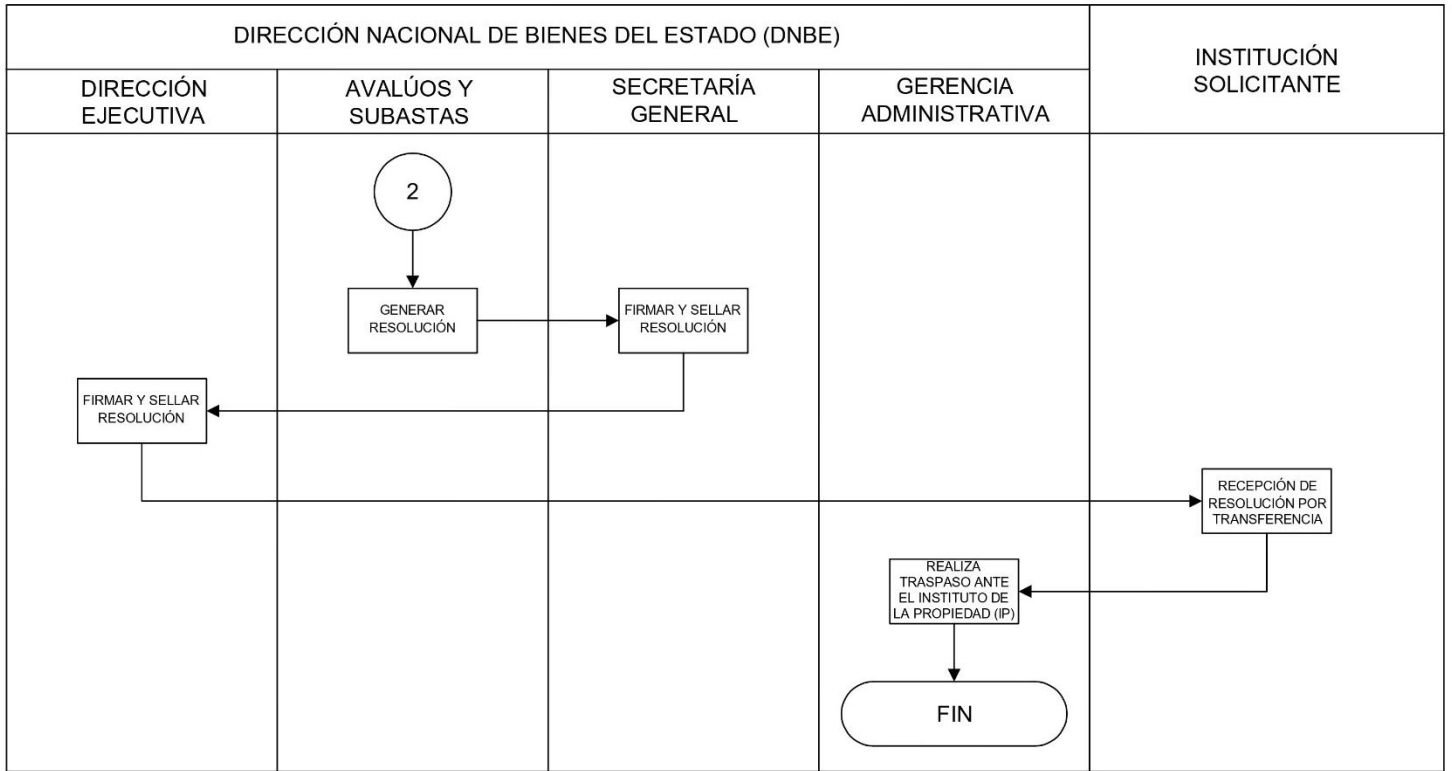 DIRECCIÓN NACIONAL DE BIENES DEL ESTADO (DNBE)
INSTITUCIÓN
SOLICITANTE
DIRECCIÓN
EJECUTIVA
AVALÚOS Y
SUBASTAS
SECRETARÍA
GENERAL
GERENCIA
ADMINISTRATIVA
2
GENERAR
RESOLUCIÓN
FIRMAR Y SELLAR
RESOLUCIÓN
FIRMAR Y SELLAR
RESOLUCIÓN
RECEPCIÓN DE
RESOLUCIÓN POR
TRANSFERENCIA
REALIZA
TRASPASO ANTE
EL INSTITUTO DE
LA PROPIEDAD (IP)
FIN